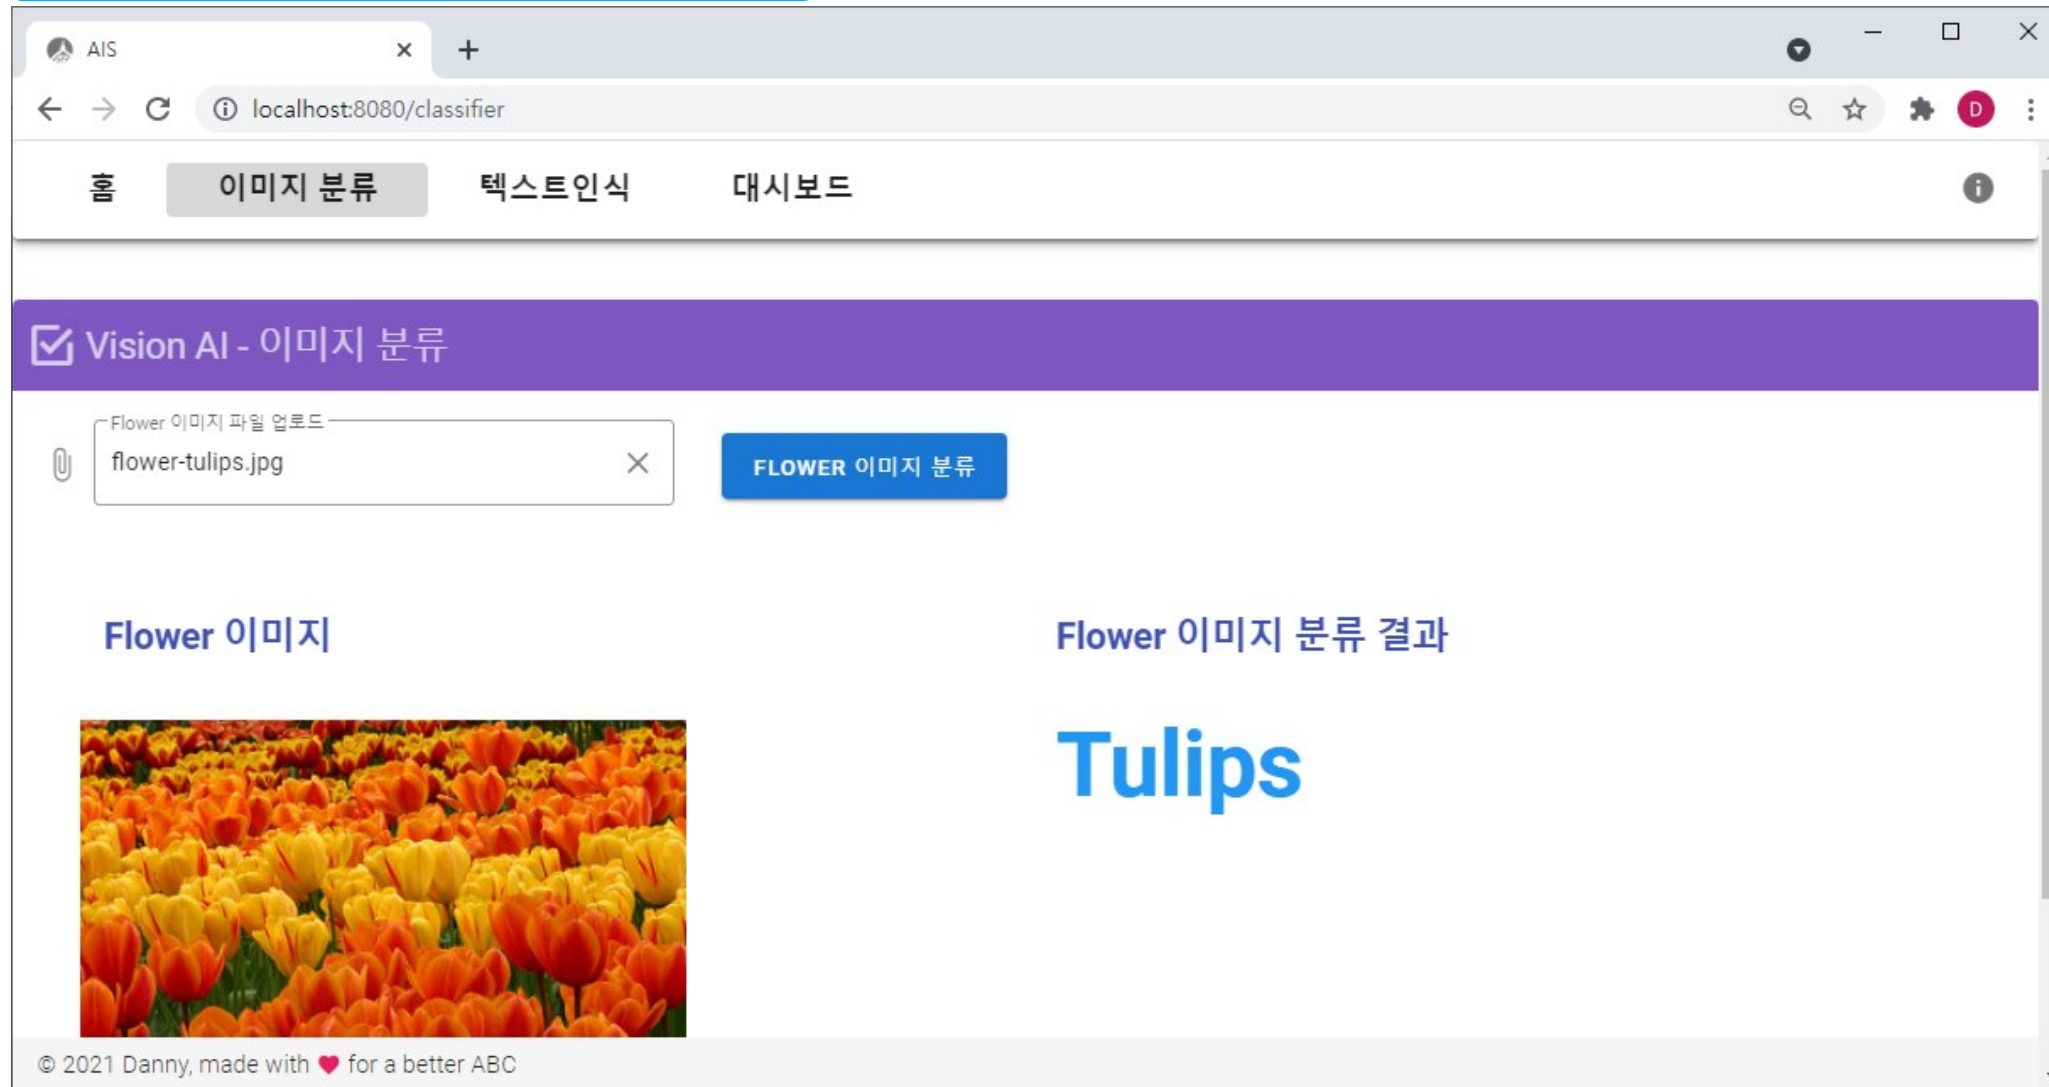 AIS
localhost:8080/classifier
D
홈 이미지 분류 텍스트인식 대시보드
Vision AI - 이미지 분류
Flower 이미지 파일 업로드
flower-tulips.jpg
FLOWER 이미지 분류
Flower 이미지
Flower 이미지 분류 결과
Tulips
© 2021 Danny, made with ♥ for a better ABC